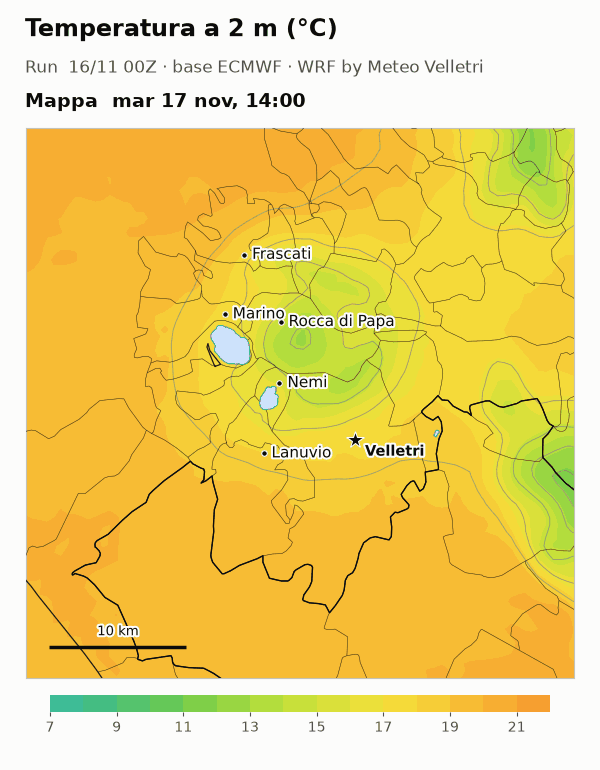 Temperatura a 2 m (°C)
Run  16/11 00Z · base ECMWF · WRF by Meteo Velletri
Mappa  mar 17 nov, 14:00
Frascati
Marino
Rocca di Papa
Nemi
Velletri
Lanuvio
10 km
7 9 11 13 15 17 19 21